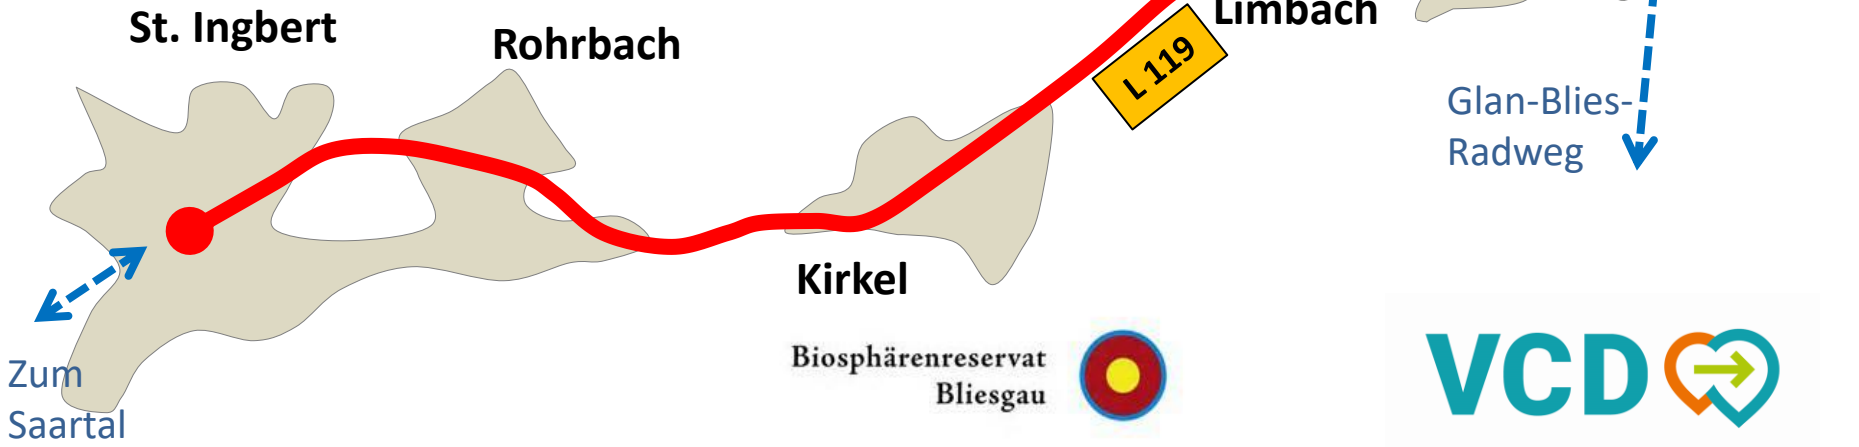 St. Ingbert
Rohrbach
Limbach
L 119
Glan-Blies-
Radweg
Kirkel
Biosphärenreservat
Bliesgau
VCD
Zum
Saartal